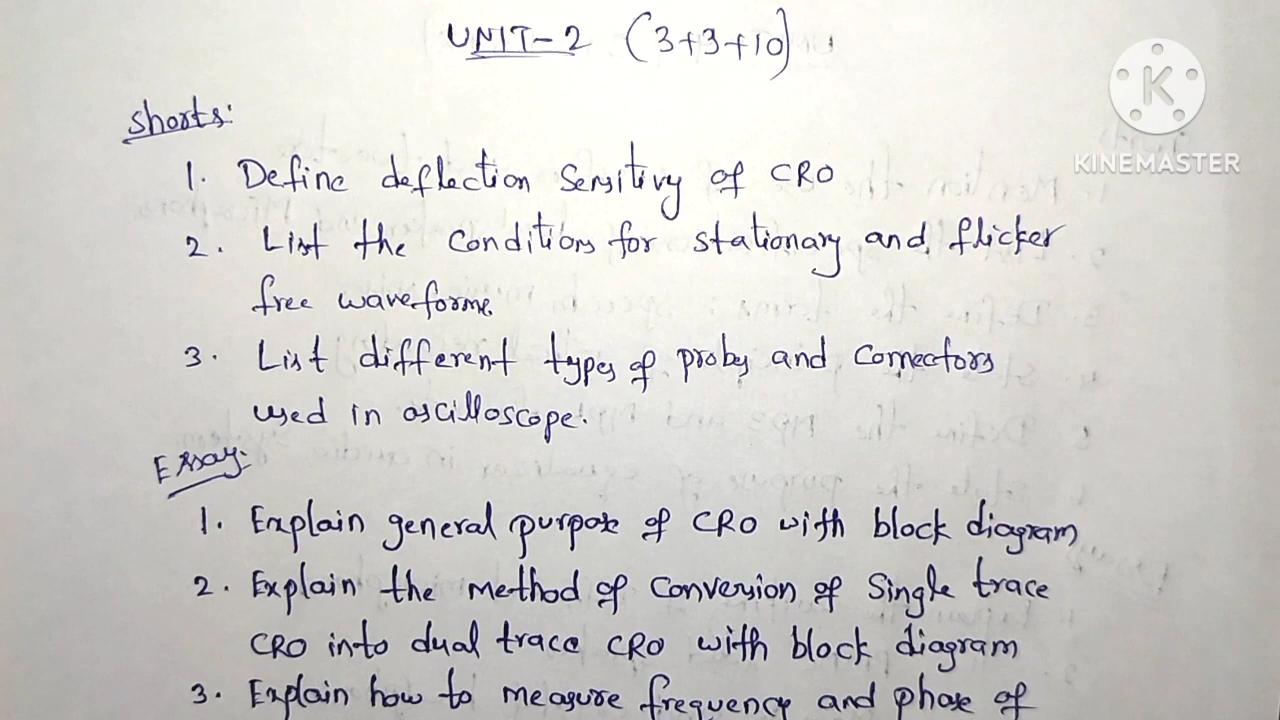 UNIT-2 (3+3+10)
K
KINEMASTER
Shorts:
1. Define deflection Sensitivy of CRO
2. List the Conditions for stationary and flicker
free waveforms.
3. List different types of probes and Connectors
used in oscilloscope.
Essay:
1. Explain general purpose of CRO with block diagram
2. Explain the method of Conversion of Single trace
CRO into dual trace CRO with block diagram
3. Explain how to measure frequency and phase of